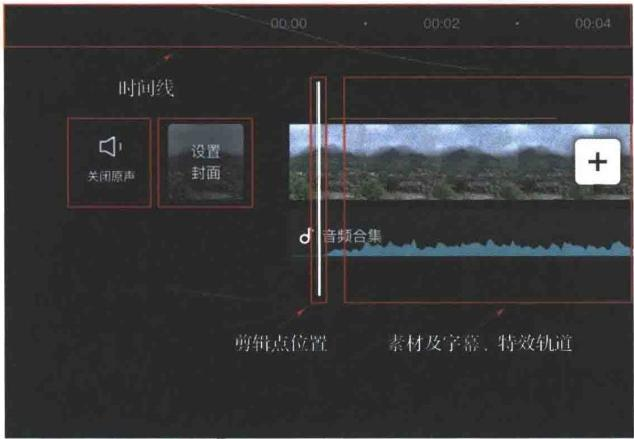 00:00 · 00:02 · 00:04
时间线
关闭原声
设置
封面
音频合集
剪辑点位置
素材及字幕、特效轨道